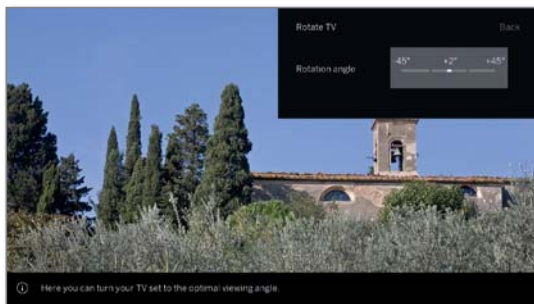 Rotate TV Back
Rotation angle
-45° +2° +45°
Here you can turn your TV set to the optimal viewing angle.